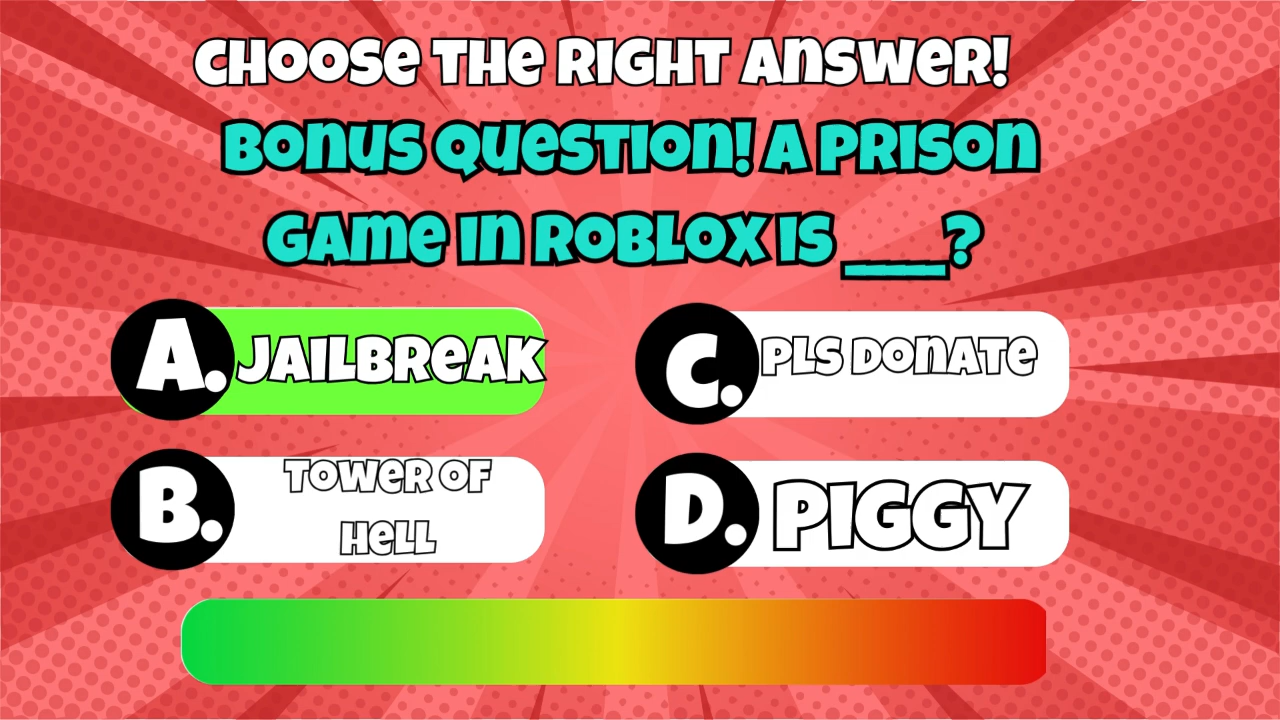 CHOOSE THE RIGHT ANSWER!
BONUS QUESTION! A PRISON
GAME IN ROBLOX IS ___?
A. JAILBREAK
C. PLS DONATE
B. TOWER OF
HELL
D. PIGGY